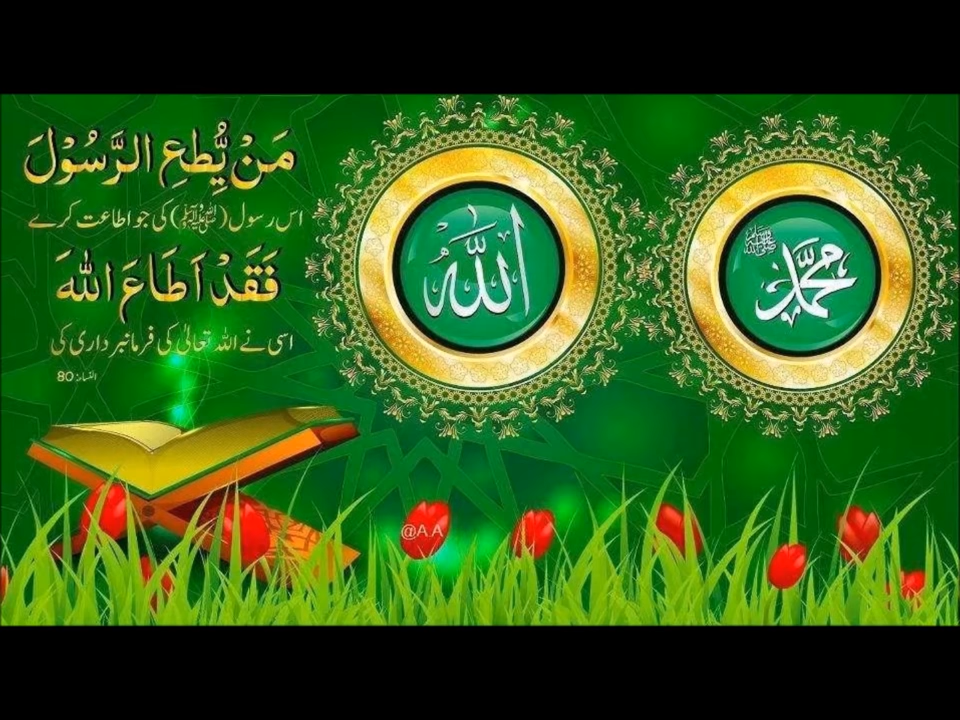 مَنْ يُّطِعِ الرَّسُوْلَ
اس رسول (ﷺ) کی جو اطاعت کرے
فَقَدْ اَطَاعَ اللّٰه
اسی نے اللہ تعالیٰ کی فرمانبرداری کی
النساء: 80
اللّٰهُ
محمّد ﷺ
@A.A